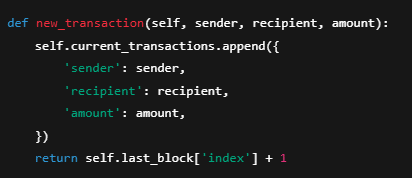 def new_transaction(self, sender, recipient, amount):
    self.current_transactions.append({
        'sender': sender,
        'recipient': recipient,
        'amount': amount,
    })
    return self.last_block['index'] + 1